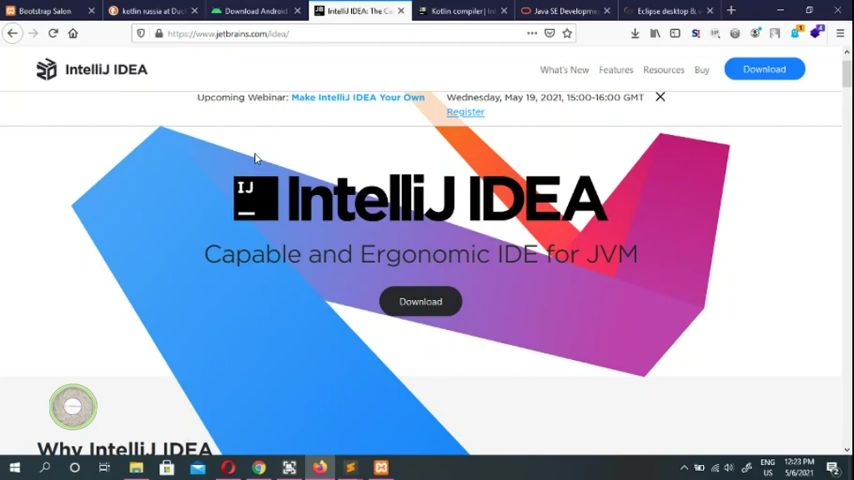 Bootstrap Salon
kotlin russia at Duck
Download Android
IntelliJ IDEA: The Ca
Kotlin compiler | Int
Java SE Developme
Eclipse desktop &
https://www.jetbrains.com/idea/
IntelliJ IDEA
What's New
Features
Resources
Buy
Download
Upcoming Webinar: Make IntelliJ IDEA Your Own
Wednesday, May 19, 2021, 15:00-16:00 GMT
Register
IJ
IntelliJ IDEA
Capable and Ergonomic IDE for JVM
Download
Why IntelliJ IDEA
ENG
US
12:23 PM
5/6/2021
2